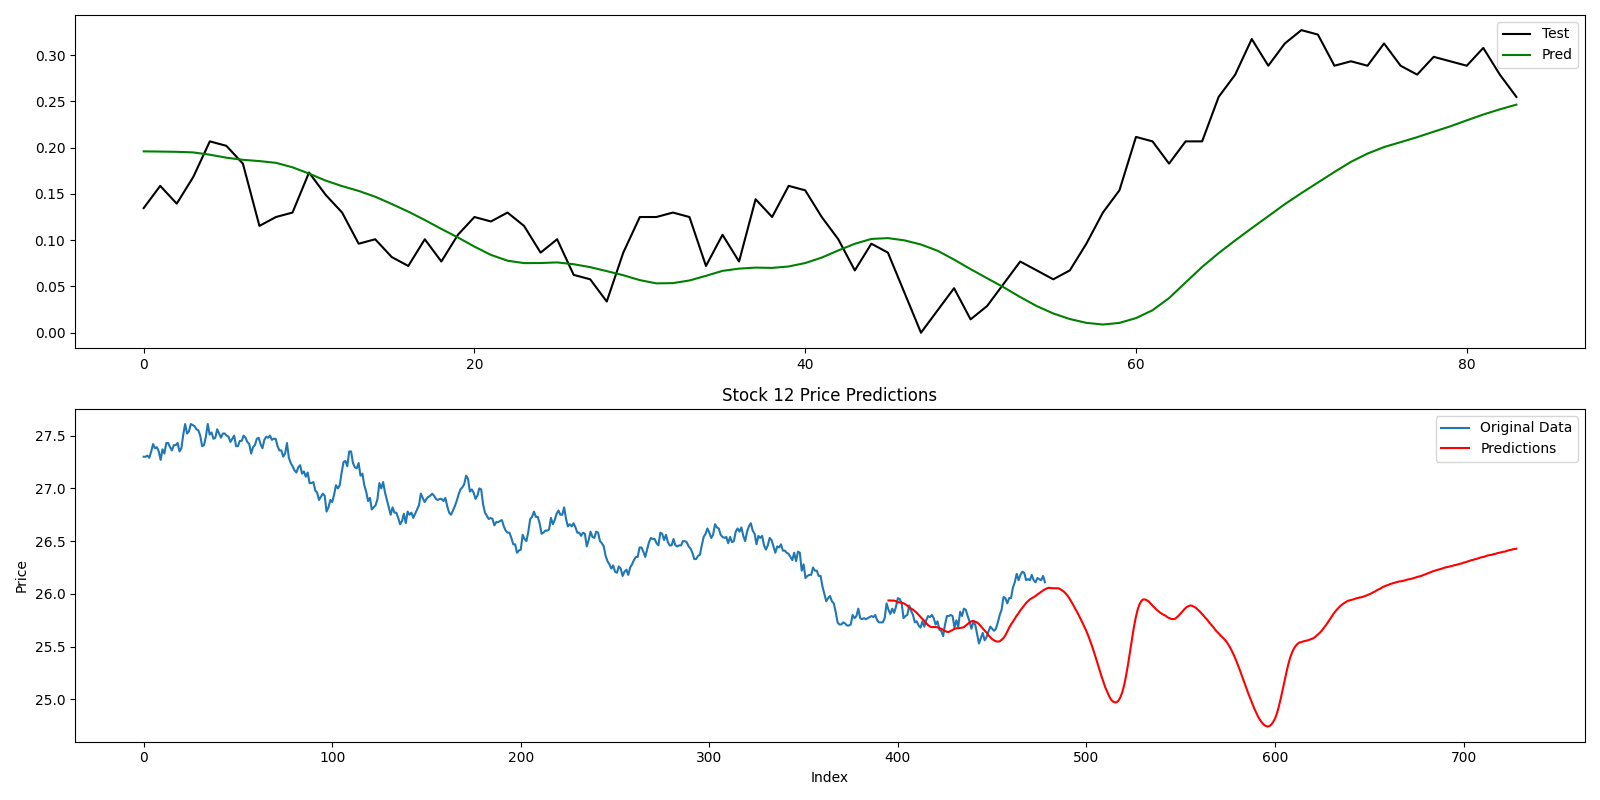 Test
Pred
0.30
0.25
0.20
0.15
0.10
0.05
0.00
0 20 40 60 80
Stock 12 Price Predictions
Original Data
Predictions
27.5
27.0
26.5
26.0
25.5
25.0
Price
0 100 200 300 400 500 600 700
Index